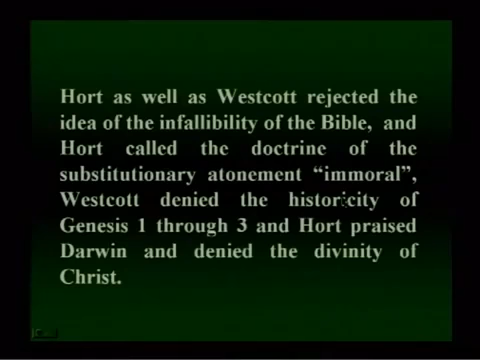 Hort as well as Westcott rejected the
idea of the infallibility of the Bible, and
Hort called the doctrine of the
substitutionary atonement “immoral”,
Westcott denied the historicity of
Genesis 1 through 3 and Hort praised
Darwin and denied the divinity of
Christ.